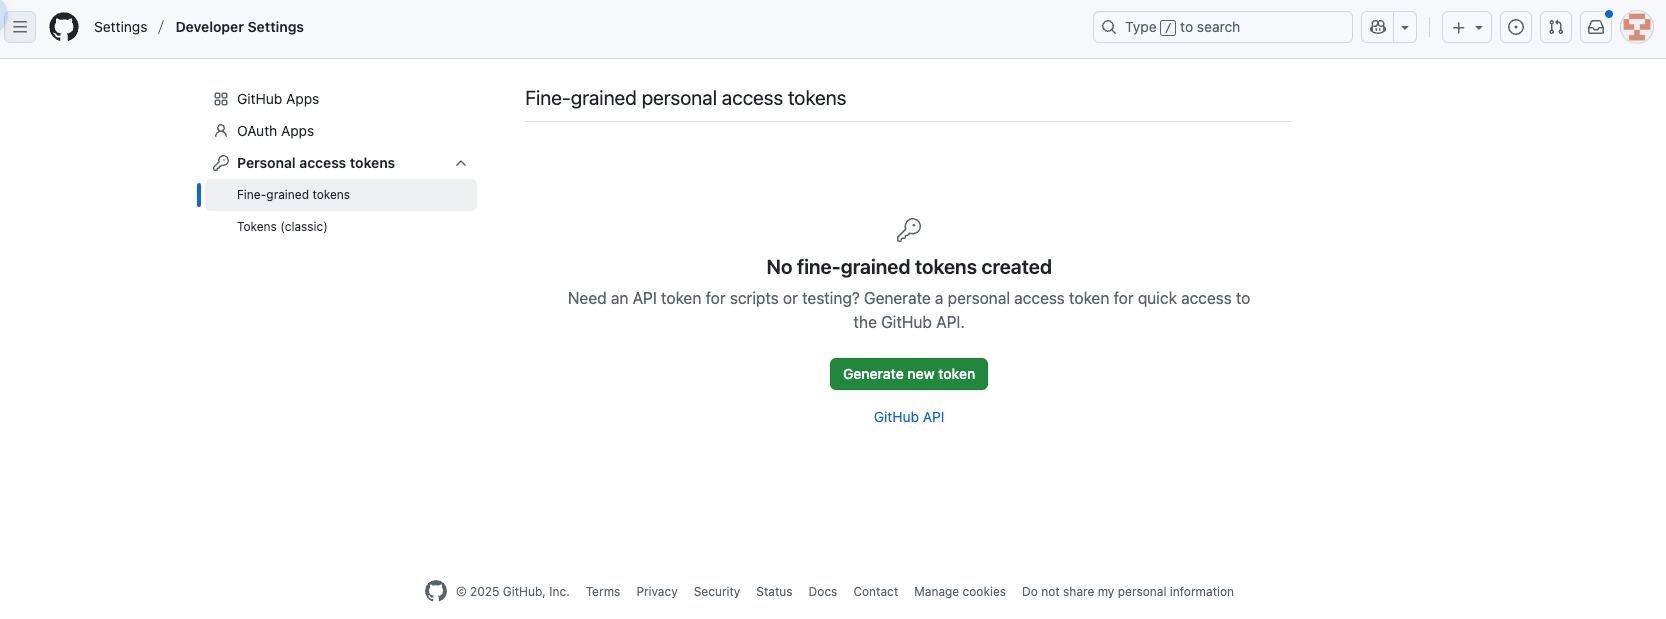 Settings / Developer Settings
Type / to search
GitHub Apps
OAuth Apps
Personal access tokens
Fine-grained tokens
Tokens (classic)
Fine-grained personal access tokens
No fine-grained tokens created
Need an API token for scripts or testing? Generate a personal access token for quick access to
the GitHub API.
Generate new token
GitHub API
© 2025 GitHub, Inc. Terms Privacy Security Status Docs Contact Manage cookies Do not share my personal information